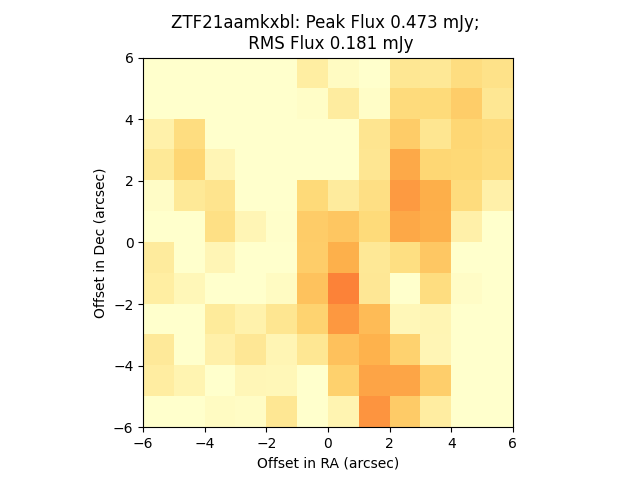 ZTF21aamkxbl: Peak Flux 0.473 mJy;
RMS Flux 0.181 mJy
6
4
2
0
−2
−4
−6
Offset in Dec (arcsec)
−6 −4 −2 0 2 4 6
Offset in RA (arcsec)